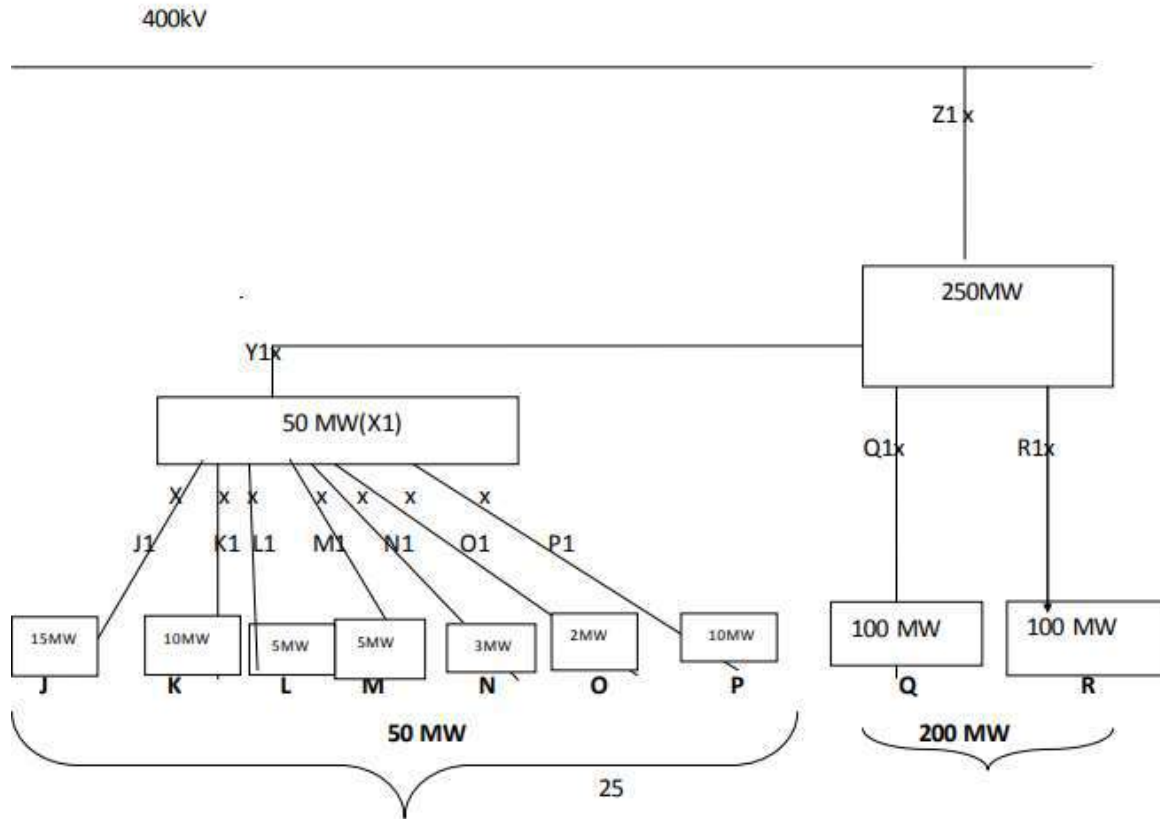 400kV
Z1 x
250MW
Y1x
50 MW(X1)
Q1x R1x
X x x x x x x
J1 K1 L1 M1 N1 O1 P1
15MW 10MW 5MW 5MW 3MW 2MW 10MW 100 MW 100 MW
J K L M N O P Q R
50 MW 200 MW
25